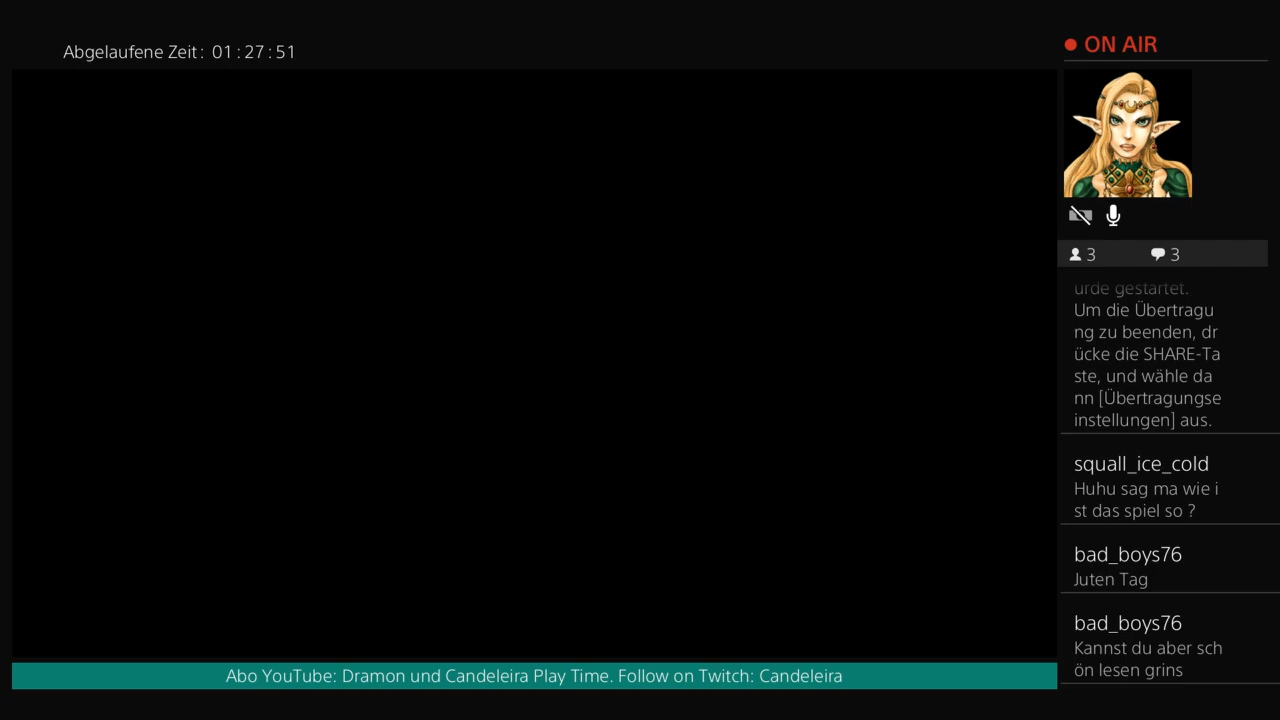 Abgelaufene Zeit: 01:27:51
ON AIR
3 3
urde gestartet.
Um die Übertragu
ng zu beenden, dr
ücke die SHARE-Ta
ste, und wähle da
nn [Übertragungse
instellungen] aus.
squall_ice_cold
Huhu sag ma wie i
st das spiel so ?
bad_boys76
Juten Tag
bad_boys76
Kannst du aber sch
ön lesen grins
Abo YouTube: Dramon und Candeleira Play Time. Follow on Twitch: Candeleira